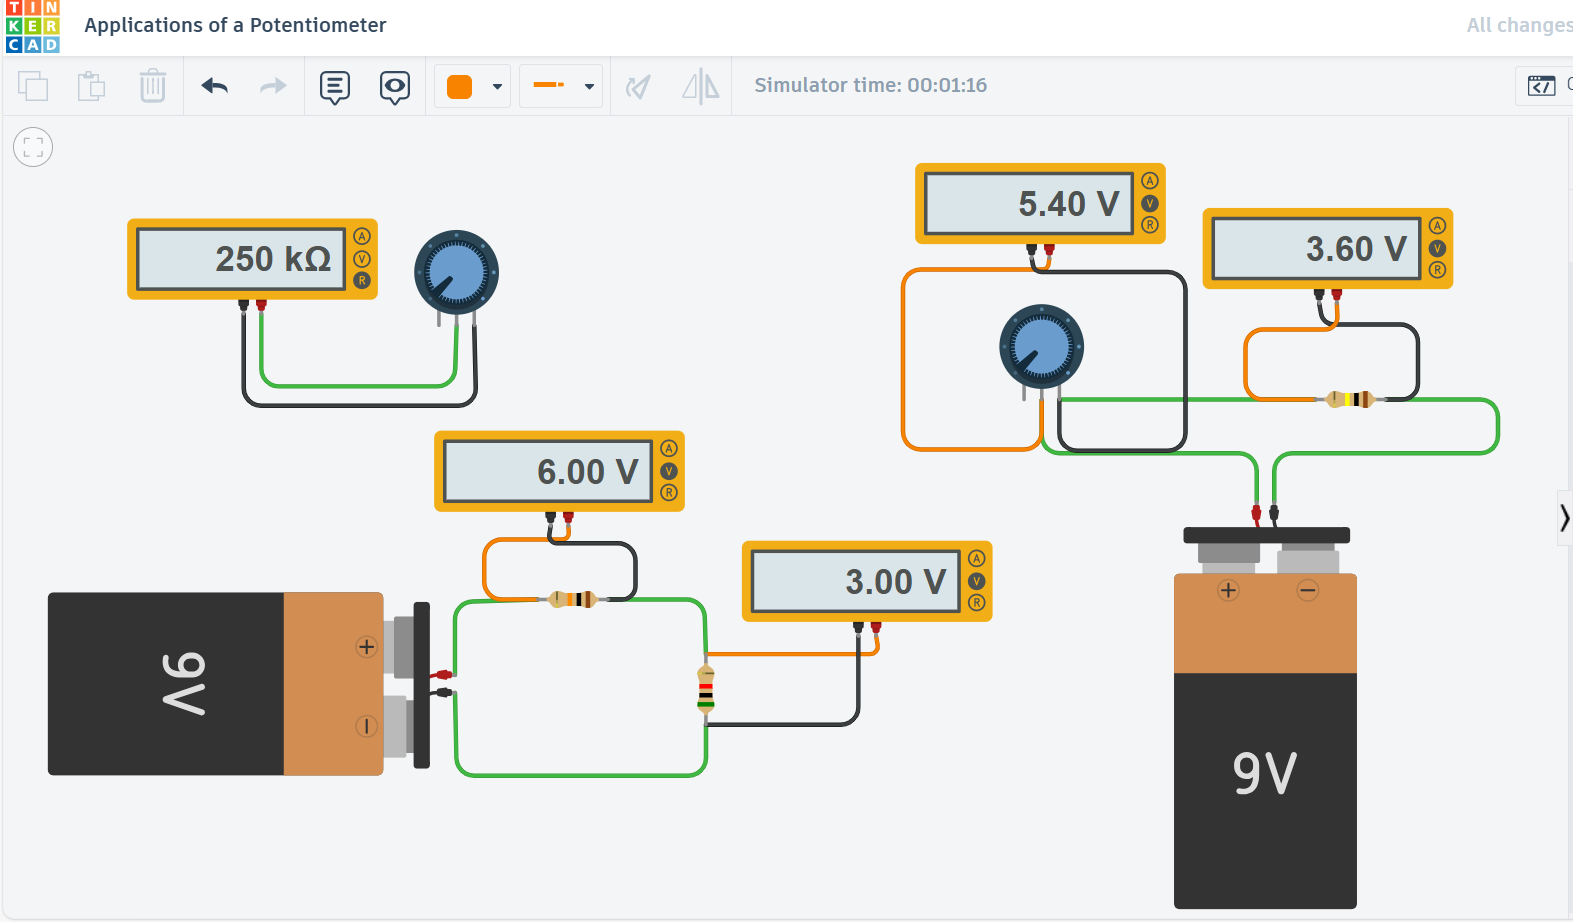 TIN
KER
CAD
Applications of a Potentiometer
All changes
Simulator time: 00:01:16
250 kΩ
A
V
R
5.40 V
A
V
R
3.60 V
A
V
R
6.00 V
A
V
R
3.00 V
A
V
R
+
−
9V
+
−
9V